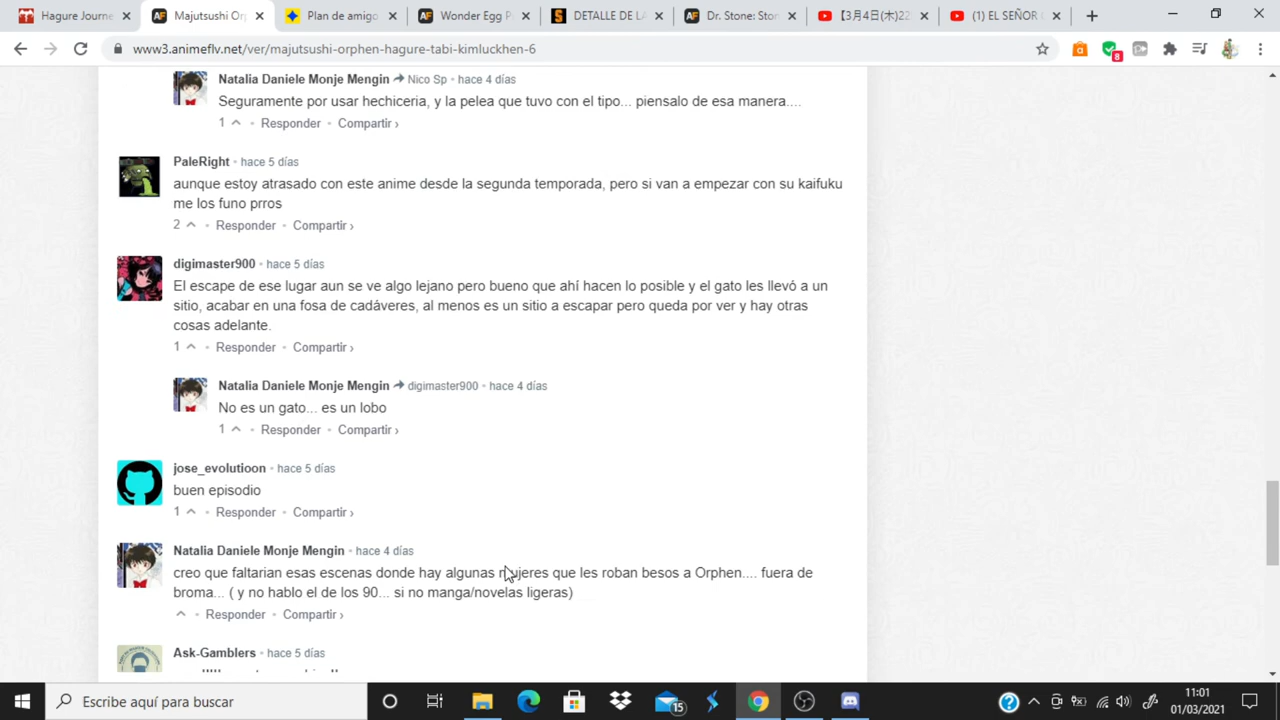 Hagure Journe
Majutsushi Orp
Plan de amigo
Wonder Egg P
DETALLE DE LA
Dr. Stone: Ston
【3月4日(木)22
(1) EL SEÑOR
www3.animeflv.net/ver/majutsushi-orphen-hagure-tabi-kimluckhen-6
8
Natalia Daniele Monje Mengin Nico Sp • hace 4 días
Seguramente por usar hechiceria, y la pelea que tuvo con el tipo... piensalo de esa manera....
1 • Responder • Compartir ›
PaleRight • hace 5 días
aunque estoy atrasado con este anime desde la segunda temporada, pero si van a empezar con su kaifuku
me los funo prros
2 • Responder • Compartir ›
digimaster900 • hace 5 días
El escape de ese lugar aun se ve algo lejano pero bueno que ahí hacen lo posible y el gato les llevó a un
sitio, acabar en una fosa de cadáveres, al menos es un sitio a escapar pero queda por ver y hay otras
cosas adelante.
1 • Responder • Compartir ›
Natalia Daniele Monje Mengin digimaster900 • hace 4 días
No es un gato... es un lobo
1 • Responder • Compartir ›
jose_evolutioon • hace 5 días
buen episodio
1 • Responder • Compartir ›
Natalia Daniele Monje Mengin • hace 4 días
creo que faltarian esas escenas donde hay algunas mujeres que les roban besos a Orphen.... fuera de
broma... ( y no hablo el de los 90... si no manga/novelas ligeras)
• Responder • Compartir ›
Ask-Gamblers • hace 5 días
Escribe aquí para buscar
15
11:01
01/03/2021